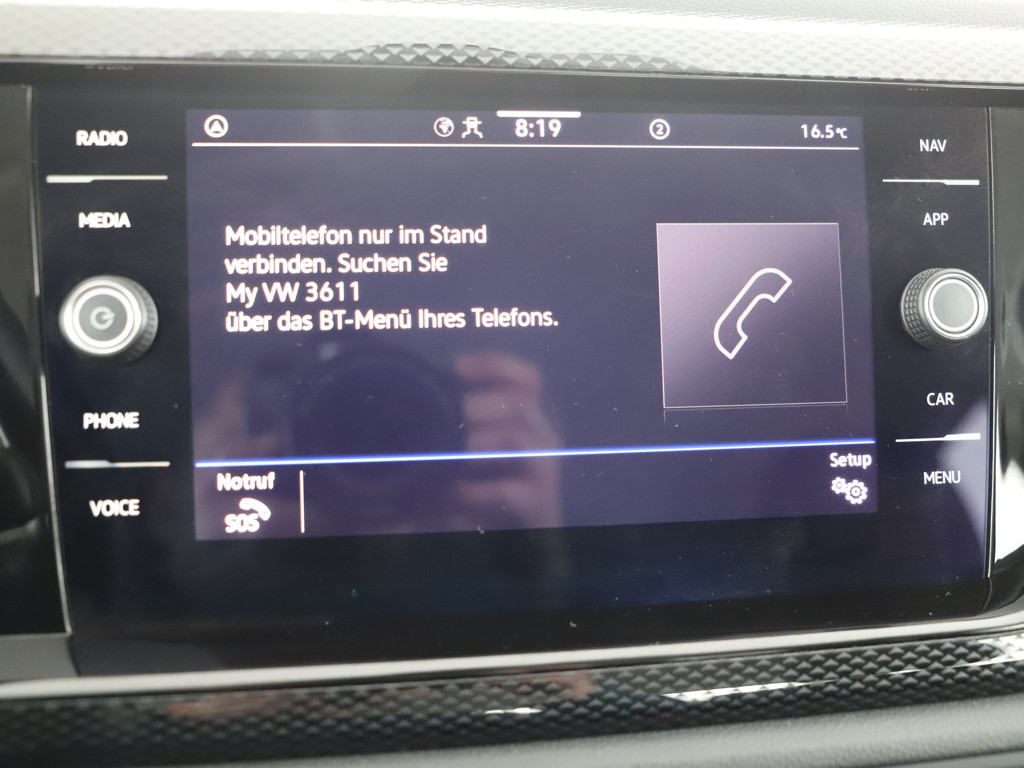 RADIO
MEDIA
PHONE
VOICE
8:19
2
16.5°C
Mobiltelefon nur im Stand
verbinden. Suchen Sie
My VW 3611
über das BT-Menü Ihres Telefons.
Notruf
SOS
Setup
NAV
APP
CAR
MENU